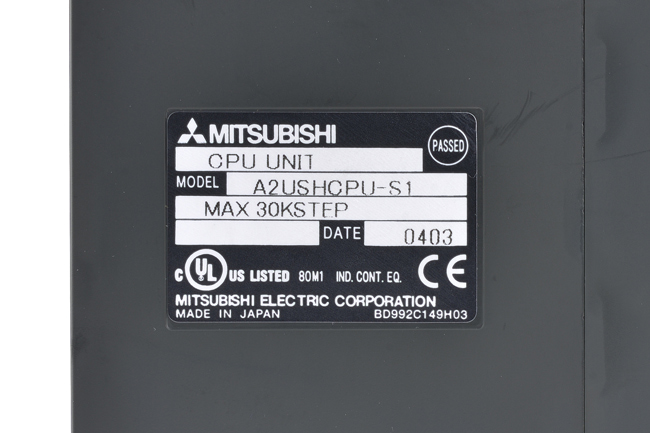 MITSUBISHI
PASSED
CPU UNIT
MODEL A2USHCPU-S1
MAX 30KSTEP
DATE 0403
C UL US LISTED 80M1 IND. CONT. EQ. CE
MITSUBISHI ELECTRIC CORPORATION
MADE IN JAPAN BD992C149H03